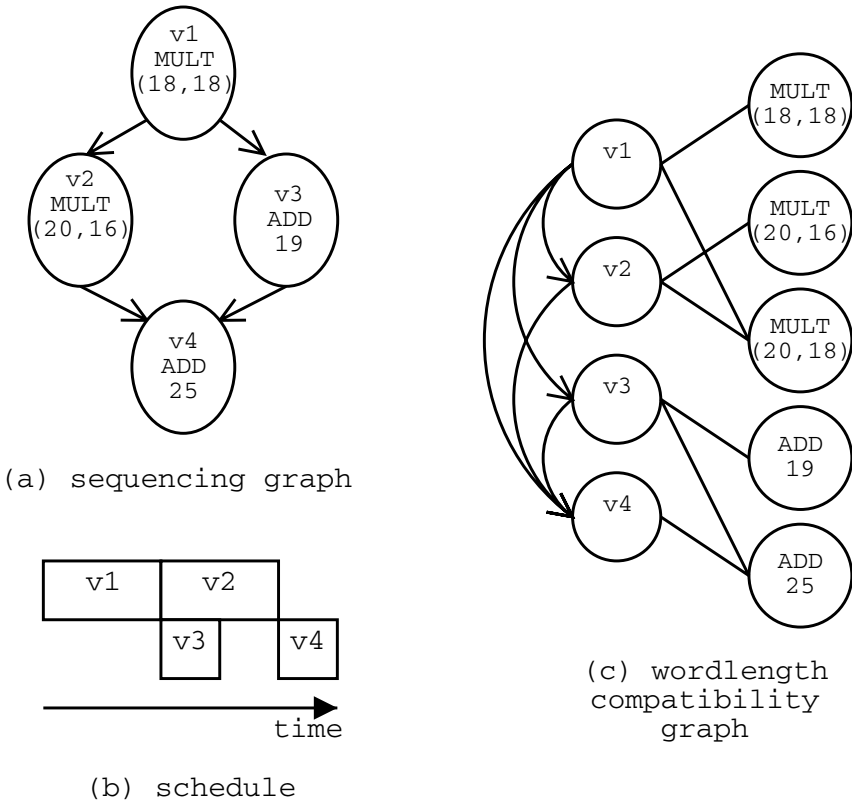 v1
MULT
(18,18)
v2
MULT
(20,16)
v3
ADD
19
v4
ADD
25
(a) sequencing graph
v1
v2
v3
v4
time
(b) schedule
v1
v2
v3
v4
MULT
(18,18)
MULT
(20,16)
MULT
(20,18)
ADD
19
ADD
25
(c) wordlength
compatibility
graph